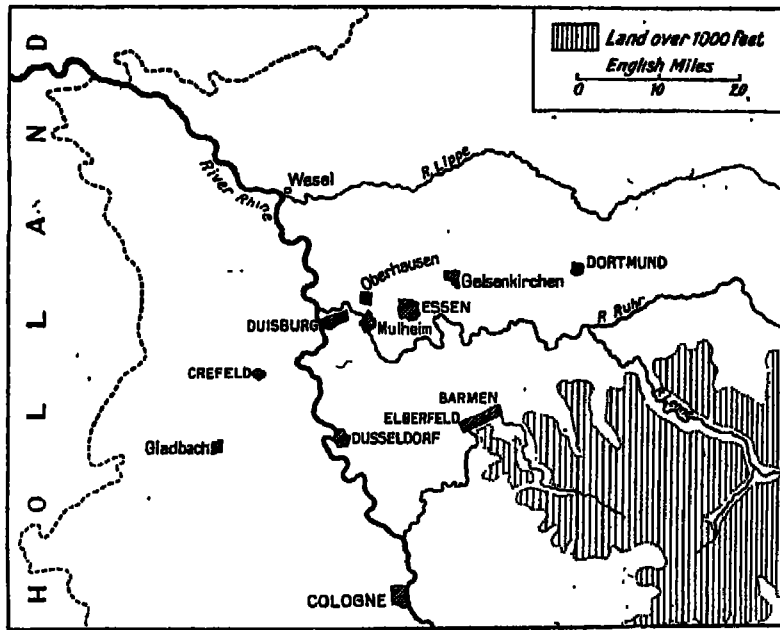 Land over 1000 Feet
English Miles
0 10 20
HOLLAND
River Rhine
Wesel
R. Lippe
Oberhausen
Gelsenkirchen
DORTMUND
DUISBURG
ESSEN
Mulheim
R. Ruhr
CREFELD
BARMEN
ELBERFELD
DUSSELDORF
Gladbach
COLOGNE